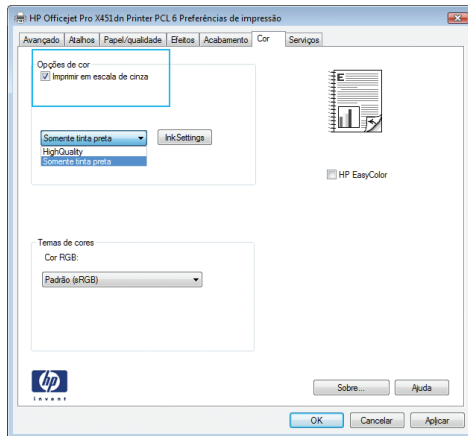 HP Officejet Pro X451dn Printer PCL 6 Preferências de impressão
Avançado Atalhos Papel/qualidade Efeitos Acabamento Cor Serviços
Opções de cor
Imprimir em escala de cinza
E
Somente tinta preta InkSettings
HighQuality
Somente tinta preta
HP EasyColor
Temas de cores
Cor RGB:
Padrão (sRGB)
hp
invent
Sobre... Ajuda
OK Cancelar Aplicar